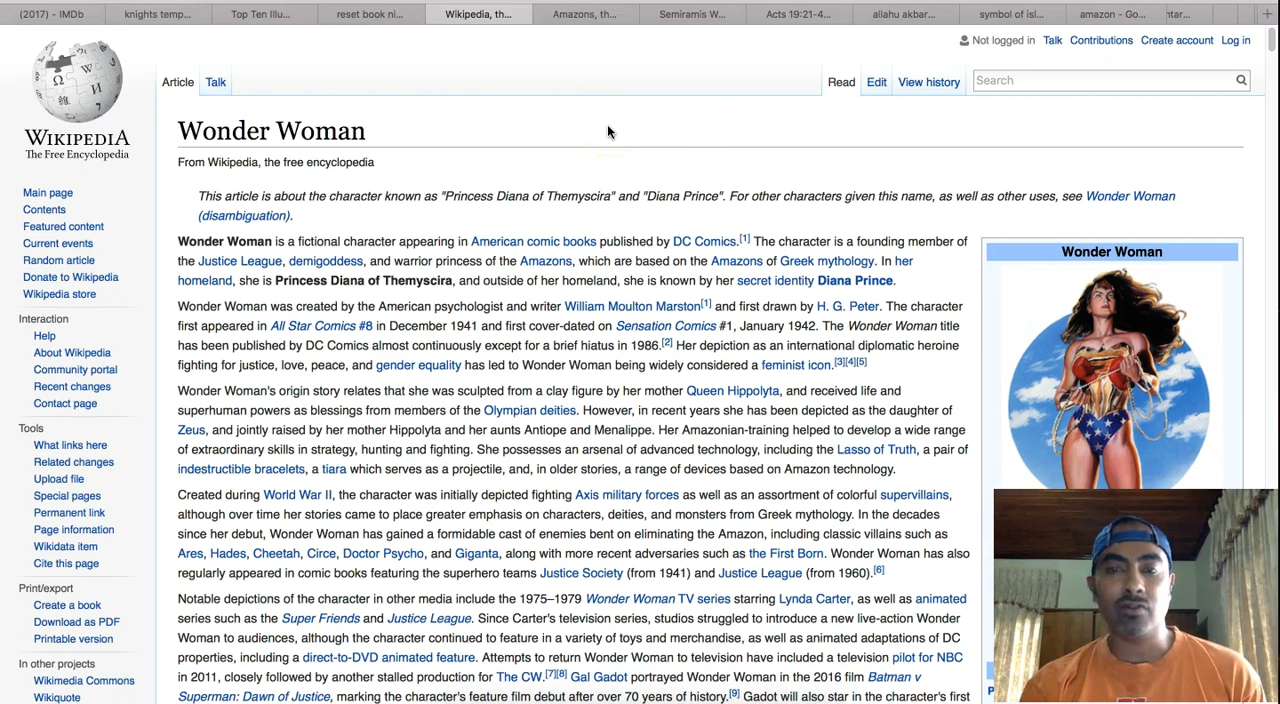 (2017) - IMDb
knights temp...
Top Ten Illu...
reset book ni...
Wikipedia, th...
Amazons, th...
Semiramis W...
Acts 19:21-4...
allahu akbar...
symbol of isl...
amazon - Go...
ntar...
Not logged in Talk Contributions Create account Log in
Article Talk
Read Edit View history
Search
WIKIPEDIA
The Free Encyclopedia
Main page
Contents
Featured content
Current events
Random article
Donate to Wikipedia
Wikipedia store
Interaction
Help
About Wikipedia
Community portal
Recent changes
Contact page
Tools
What links here
Related changes
Upload file
Special pages
Permanent link
Page information
Wikidata item
Cite this page
Print/export
Create a book
Download as PDF
Printable version
In other projects
Wikimedia Commons
Wikiquote
Wonder Woman
From Wikipedia, the free encyclopedia
This article is about the character known as "Princess Diana of Themyscira" and "Diana Prince". For other characters given this name, as well as other uses, see Wonder Woman
(disambiguation).
Wonder Woman is a fictional character appearing in American comic books published by DC Comics.[1] The character is a founding member of
the Justice League, demigoddess, and warrior princess of the Amazons, which are based on the Amazons of Greek mythology. In her
homeland, she is Princess Diana of Themyscira, and outside of her homeland, she is known by her secret identity Diana Prince.
Wonder Woman was created by the American psychologist and writer William Moulton Marston[1] and first drawn by H. G. Peter. The character
first appeared in All Star Comics #8 in December 1941 and first cover-dated on Sensation Comics #1, January 1942. The Wonder Woman title
has been published by DC Comics almost continuously except for a brief hiatus in 1986.[2] Her depiction as an international diplomatic heroine
fighting for justice, love, peace, and gender equality has led to Wonder Woman being widely considered a feminist icon.[3][4][5]
Wonder Woman's origin story relates that she was sculpted from a clay figure by her mother Queen Hippolyta, and received life and
superhuman powers as blessings from members of the Olympian deities. However, in recent years she has been depicted as the daughter of
Zeus, and jointly raised by her mother Hippolyta and her aunts Antiope and Menalippe. Her Amazonian-training helped to develop a wide range
of extraordinary skills in strategy, hunting and fighting. She possesses an arsenal of advanced technology, including the Lasso of Truth, a pair of
indestructible bracelets, a tiara which serves as a projectile, and, in older stories, a range of devices based on Amazon technology.
Created during World War II, the character was initially depicted fighting Axis military forces as well as an assortment of colorful supervillains,
although over time her stories came to place greater emphasis on characters, deities, and monsters from Greek mythology. In the decades
since her debut, Wonder Woman has gained a formidable cast of enemies bent on eliminating the Amazon, including classic villains such as
Ares, Hades, Cheetah, Circe, Doctor Psycho, and Giganta, along with more recent adversaries such as the First Born. Wonder Woman has also
regularly appeared in comic books featuring the superhero teams Justice Society (from 1941) and Justice League (from 1960).[6]
Notable depictions of the character in other media include the 1975–1979 Wonder Woman TV series starring Lynda Carter, as well as animated
series such as the Super Friends and Justice League. Since Carter's television series, studios struggled to introduce a new live-action Wonder
Woman to audiences, although the character continued to feature in a variety of toys and merchandise, as well as animated adaptations of DC
properties, including a direct-to-DVD animated feature. Attempts to return Wonder Woman to television have included a television pilot for NBC
in 2011, closely followed by another stalled production for The CW.[7][8] Gal Gadot portrayed Wonder Woman in the 2016 film Batman v
Superman: Dawn of Justice, marking the character's feature film debut after over 70 years of history.[9] Gadot will also star in the character's first
Wonder Woman
P